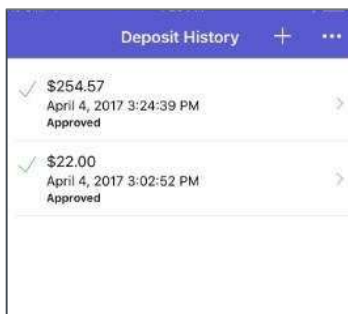 Deposit History
$254.57
April 4, 2017 3:24:39 PM
Approved
$22.00
April 4, 2017 3:02:52 PM
Approved